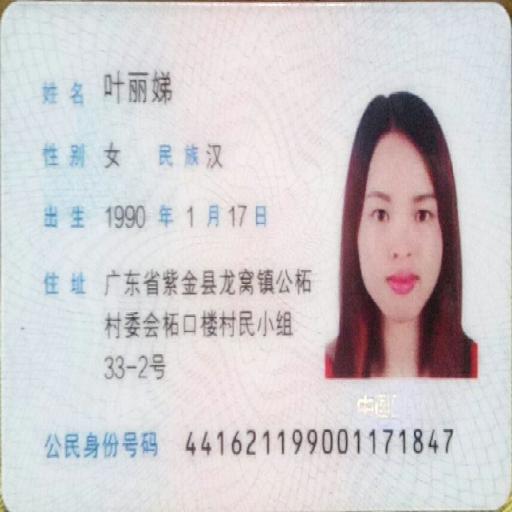 姓名 叶丽娣
性别 女 民族 汉
出生 1990 年 1 月 17 日
住址 广东省紫金县龙窝镇公柘
村委会柘口楼村民小组
33-2号
中国
公民身份号码 441621199001171847